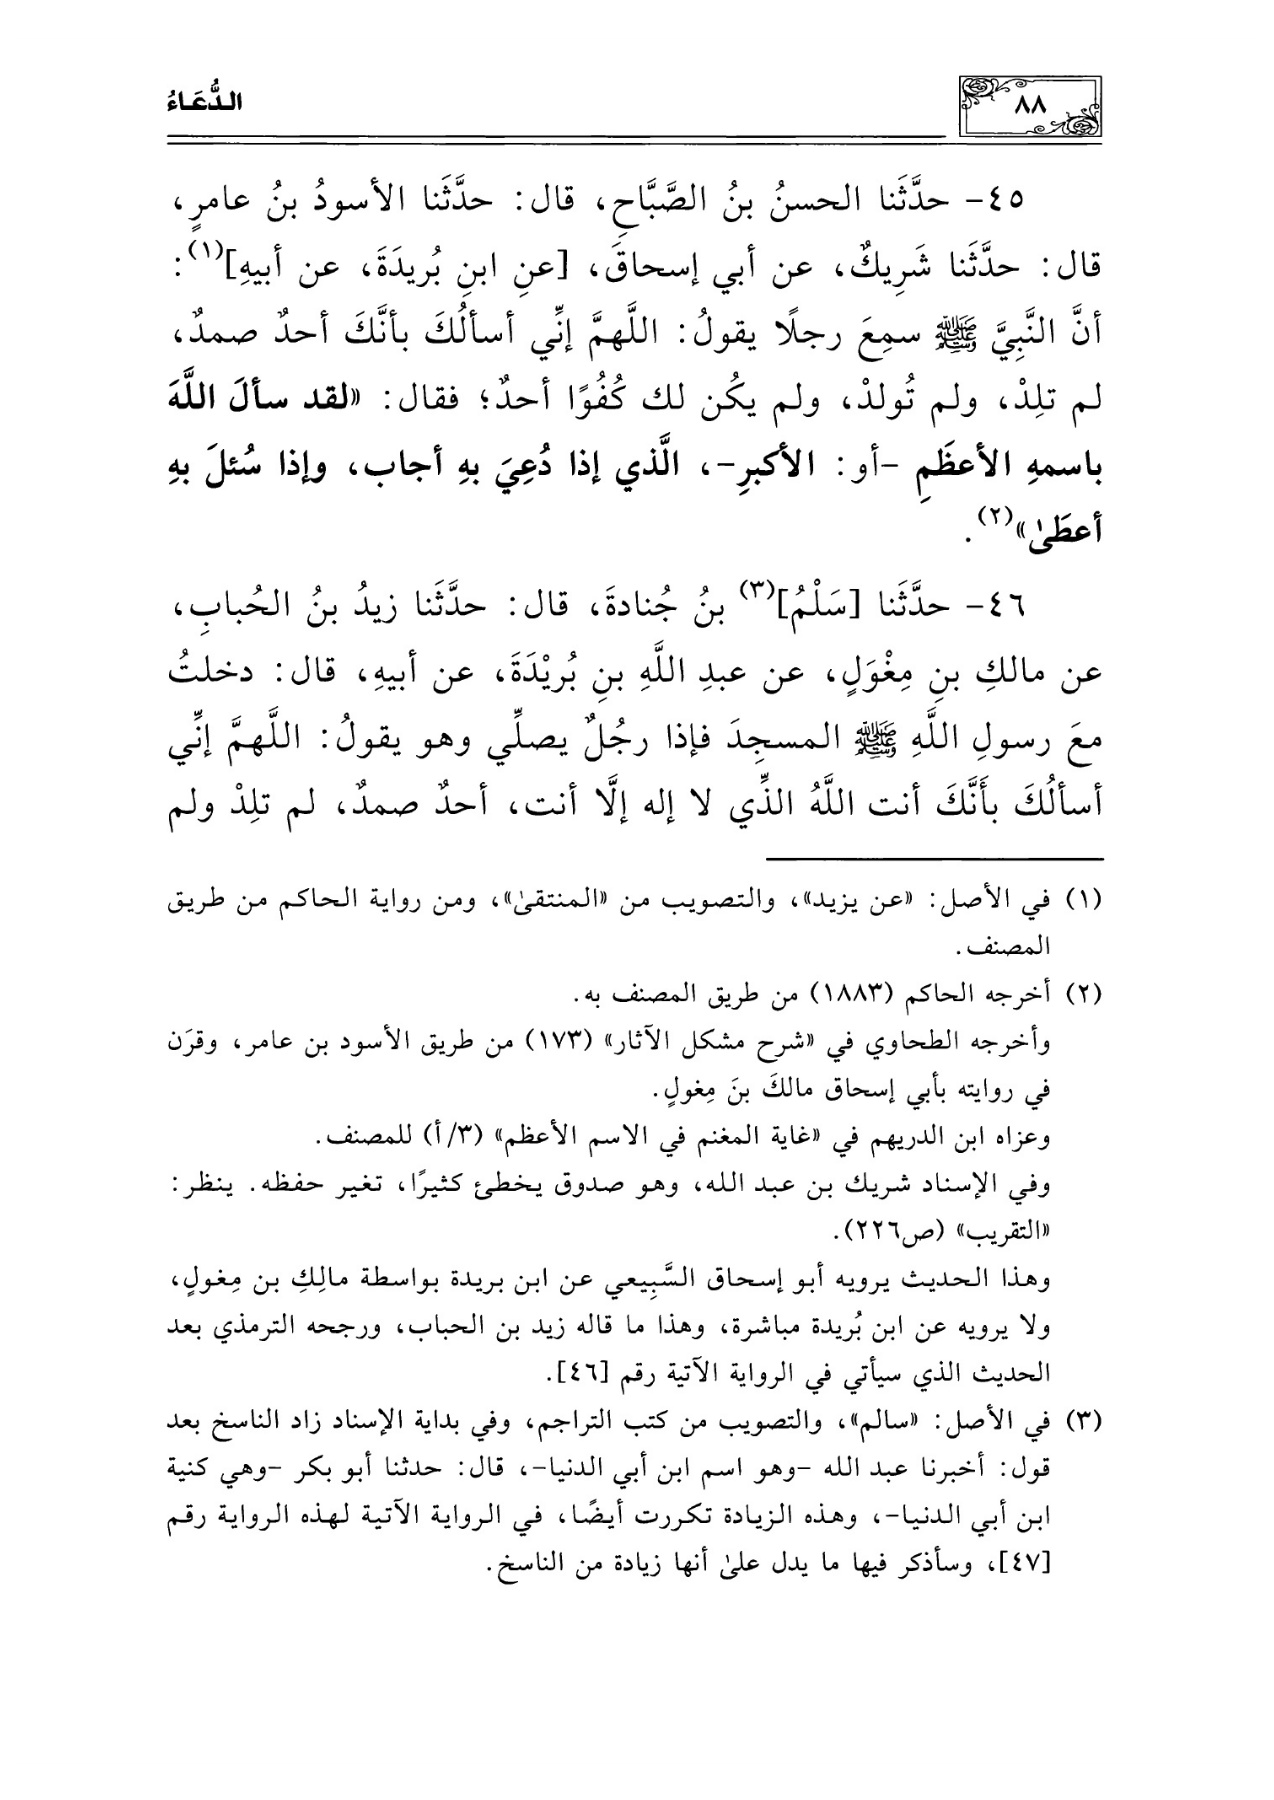 ٨٨
الدُّعَاءُ
٤٥- حدَّثَنا الحسنُ بنُ الصَّبَّاحِ، قال: حدَّثَنا الأسودُ بنُ عامرٍ،
قال: حدَّثَنا شَرِيكٌ، عن أبي إسحاقَ، [عنِ ابنِ بُريدَةَ، عن أبيهِ](١):
أنَّ النَّبِيَّ ﷺ سمِعَ رجلًا يقولُ: اللَّهمَّ إنِّي أسألُكَ بأنَّكَ أحدٌ صمدٌ،
لم تلِدْ، ولم تُولدْ، ولم يكُن لك كُفُوًا أحدٌ؛ فقال: «لقد سألَ اللَّهَ
باسمهِ الأعظَمِ -أو: الأكبرِ-، الَّذي إذا دُعِيَ بهِ أجاب، وإذا سُئلَ بهِ
أعطَىٰ»(٢).
٤٦- حدَّثَنا [سَلْمُ](٣) بنُ جُنادةَ، قال: حدَّثَنا زيدُ بنُ الحُبابِ،
عن مالكِ بنِ مِغْوَلٍ، عن عبدِ اللَّهِ بنِ بُريْدَةَ، عن أبيهِ، قال: دخلتُ
معَ رسولِ اللَّهِ ﷺ المسجِدَ فإذا رجُلٌ يصلِّي وهو يقولُ: اللَّهمَّ إنِّي
أسألُكَ بأَنَّكَ أنت اللَّهُ الذِّي لا إله إلَّا أنت، أحدٌ صمدٌ، لم تلِدْ ولم
(١) في الأصل: «عن يزيد»، والتصويب من «المنتقىٰ»، ومن رواية الحاكم من طريق
المصنف.
(٢) أخرجه الحاكم (١٨٨٣) من طريق المصنف به.
وأخرجه الطحاوي في «شرح مشكل الآثار» (١٧٣) من طريق الأسود بن عامر، وقرَن
في روايته بأبي إسحاق مالكَ بنَ مِغولٍ.
وعزاه ابن الدريهم في «غاية المغنم في الاسم الأعظم» (٣/أ) للمصنف.
وفي الإسناد شريك بن عبد الله، وهو صدوق يخطئ كثيرًا، تغير حفظه. ينظر:
«التقريب» (ص٢٢٦).
وهذا الحديث يرويه أبو إسحاق السَّبِيعي عن ابن بريدة بواسطة مالِكِ بن مِغولٍ،
ولا يرويه عن ابن بُريدة مباشرة، وهذا ما قاله زيد بن الحباب، ورجحه الترمذي بعد
الحديث الذي سيأتي في الرواية الآتية رقم [٤٦].
(٣) في الأصل: «سالم»، والتصويب من كتب التراجم، وفي بداية الإسناد زاد الناسخ بعد
قول: أخبرنا عبد الله -وهو اسم ابن أبي الدنيا-، قال: حدثنا أبو بكر -وهي كنية
ابن أبي الدنيا-، وهذه الزيادة تكررت أيضًا، في الرواية الآتية لهذه الرواية رقم
[٤٧]، وسأذكر فيها ما يدل علىٰ أنها زيادة من الناسخ.